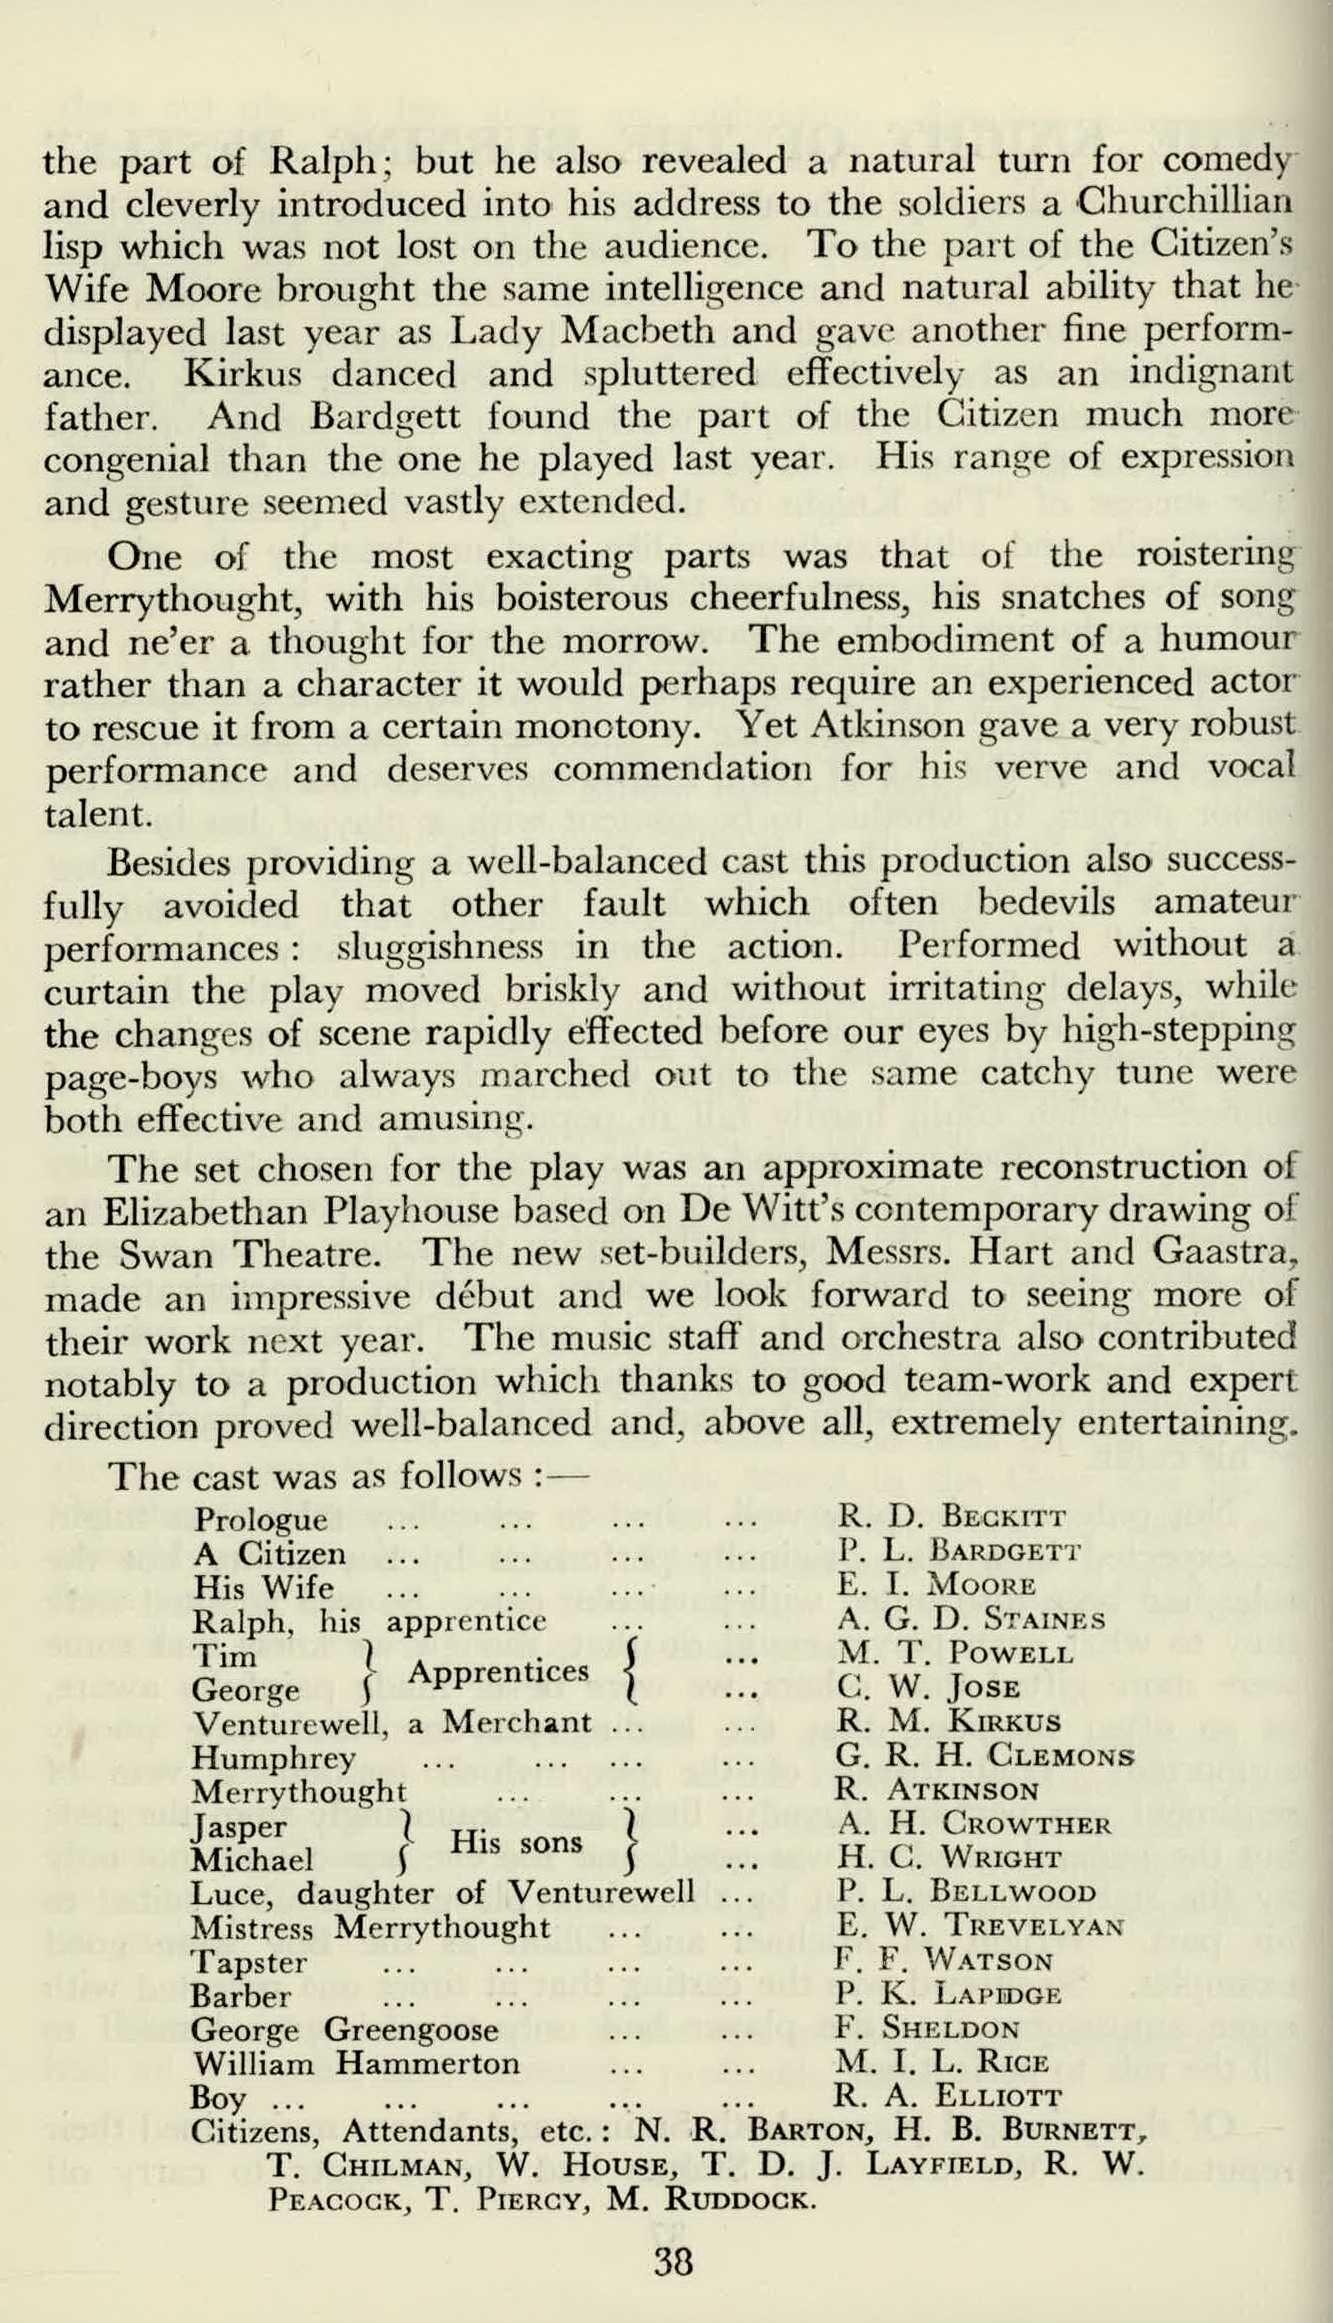 the part of Ralph; but he also revealed a natural turn for comedy
and cleverly introduced into his address to the soldiers a Churchillian
lisp which was not lost on the audience. To the part of the Citizen's
Wife Moore brought the same intelligence and natural ability that he
displayed last year as Lady Macbeth and gave another fine perform-
ance. Kirkus danced and spluttered effectively as an indignant
father. And Bardgett found the part of the Citizen much more
congenial than the one he played last year. His range of expression
and gesture seemed vastly extended.
One of the most exacting parts was that of the roistering
Merrythought, with his boisterous cheerfulness, his snatches of song
and ne'er a thought for the morrow. The embodiment of a humour
rather than a character it would perhaps require an experienced actor
to rescue it from a certain monotony. Yet Atkinson gave a very robust
performance and deserves commendation for his verve and vocal
talent.
Besides providing a well-balanced cast this production also success-
fully avoided that other fault which often bedevils amateur
performances : sluggishness in the action. Performed without a
curtain the play moved briskly and without irritating delays, while
the changes of scene rapidly effected before our eyes by high-stepping
page-boys who always marched out to the same catchy tune were
both effective and amusing.
The set chosen for the play was an approximate reconstruction of
an Elizabethan Playhouse based on De Witt's contemporary drawing of
the Swan Theatre. The new set-builders, Messrs. Hart and Gaastra,
made an impressive début and we look forward to seeing more of
their work next year. The music staff and orchestra also contributed
notably to a production which thanks to good team-work and expert
direction proved well-balanced and, above all, extremely entertaining.
The cast was as follows :—
Prologue ... ... ... ... R. D. BECKITT
A Citizen ... ... ... ... P. L. BARDGETT
His Wife ... ... ... ... E. I. MOORE
Ralph, his apprentice ... ... A. G. D. STAINES
Tim } Apprentices { ... M. T. POWELL
George } Apprentices { ... C. W. JOSE
Venturewell, a Merchant ... ... R. M. KIRKUS
Humphrey ... ... ... ... G. R. H. CLEMONS
Merrythought ... ... ... R. ATKINSON
Jasper } His sons } ... A. H. CROWTHER
Michael } His sons } ... H. C. WRIGHT
Luce, daughter of Venturewell ... P. L. BELLWOOD
Mistress Merrythought ... ... E. W. TREVELYAN
Tapster ... ... ... ... F. F. WATSON
Barber ... ... ... ... P. K. LAPIDGE
George Greengoose ... ... F. SHELDON
William Hammerton ... ... M. I. L. RICE
Boy ... ... ... ... ... R. A. ELLIOTT
Citizens, Attendants, etc. : N. R. BARTON, H. B. BURNETT,
T. CHILMAN, W. HOUSE, T. D. J. LAYFIELD, R. W.
PEACOCK, T. PIERCY, M. RUDDOCK.
38